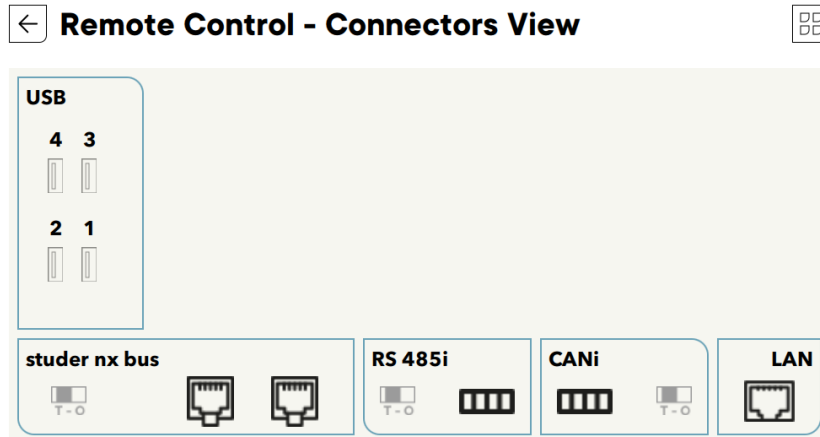 Remote Control - Connectors View
USB
4 3
2 1
studer nx bus
T - O
RS 485i
T - O
CANi
T - O
LAN